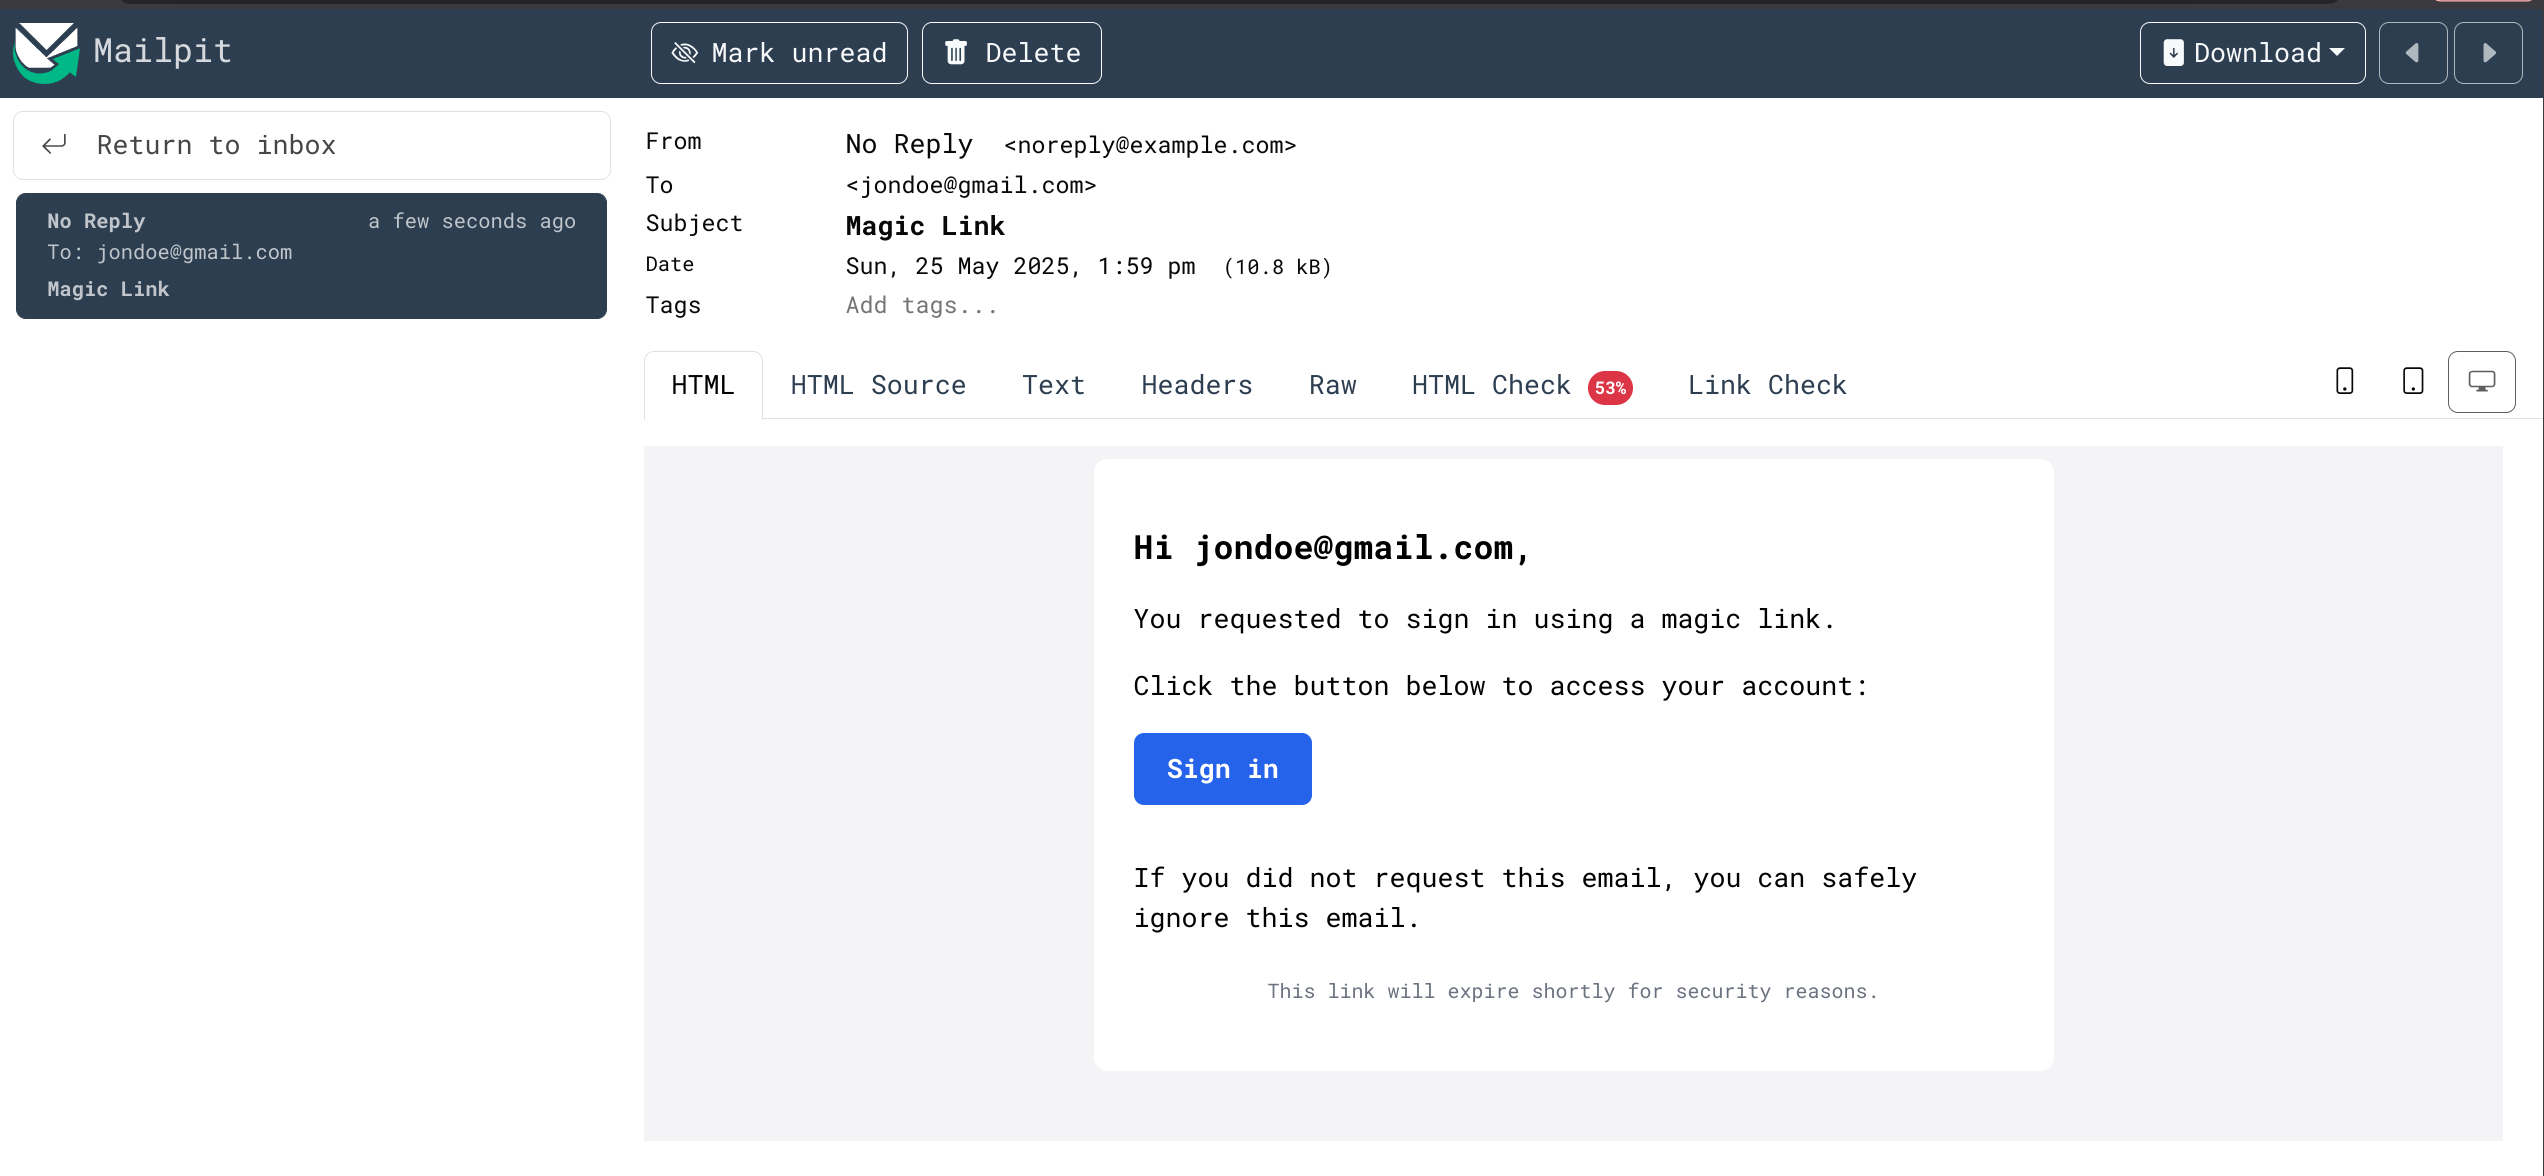 Mailpit
Mark unread
Delete
Download
Return to inbox
No Reply a few seconds ago
To: jondoe@gmail.com
Magic Link
From No Reply <noreply@example.com>
To <jondoe@gmail.com>
Subject Magic Link
Date Sun, 25 May 2025, 1:59 pm (10.8 kB)
Tags Add tags...
HTML HTML Source Text Headers Raw HTML Check 53% Link Check
Hi jondoe@gmail.com,
You requested to sign in using a magic link.
Click the button below to access your account:
Sign in
If you did not request this email, you can safely
ignore this email.
This link will expire shortly for security reasons.